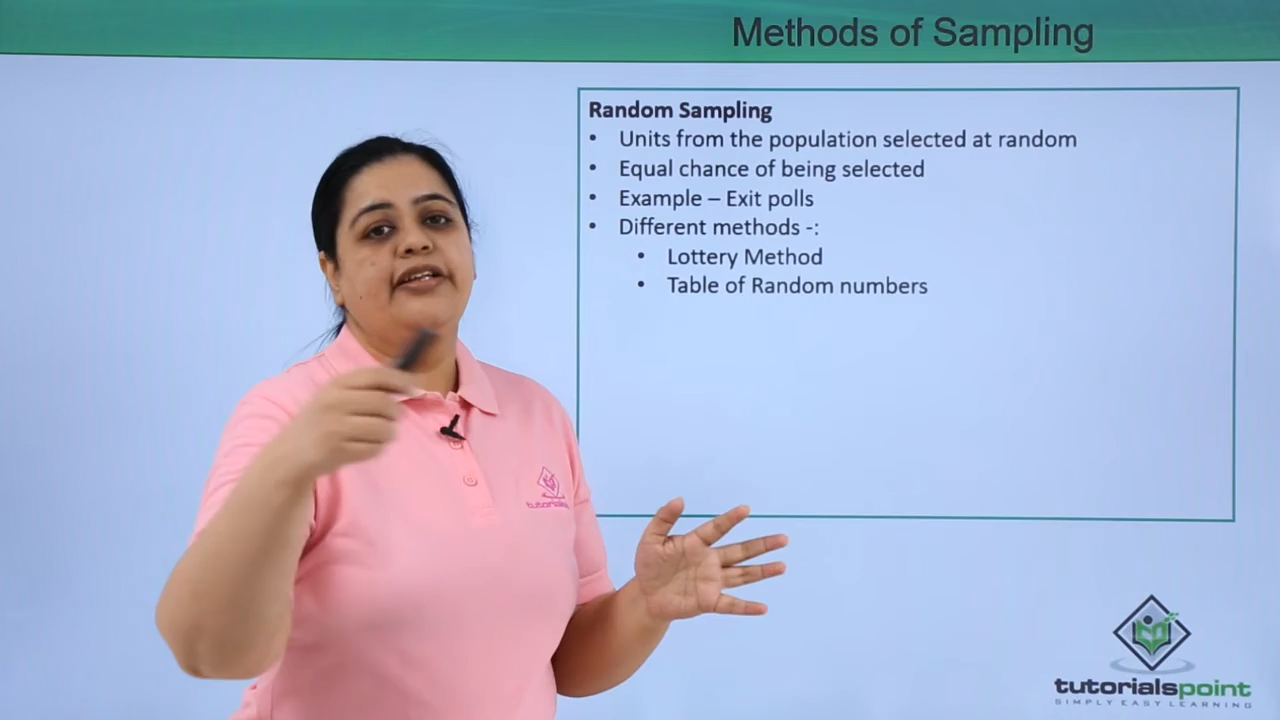 Methods of Sampling
Random Sampling
• Units from the population selected at random
• Equal chance of being selected
• Example – Exit polls
• Different methods -:
• Lottery Method
• Table of Random numbers
tutorialspoint
SIMPLY EASY LEARNING